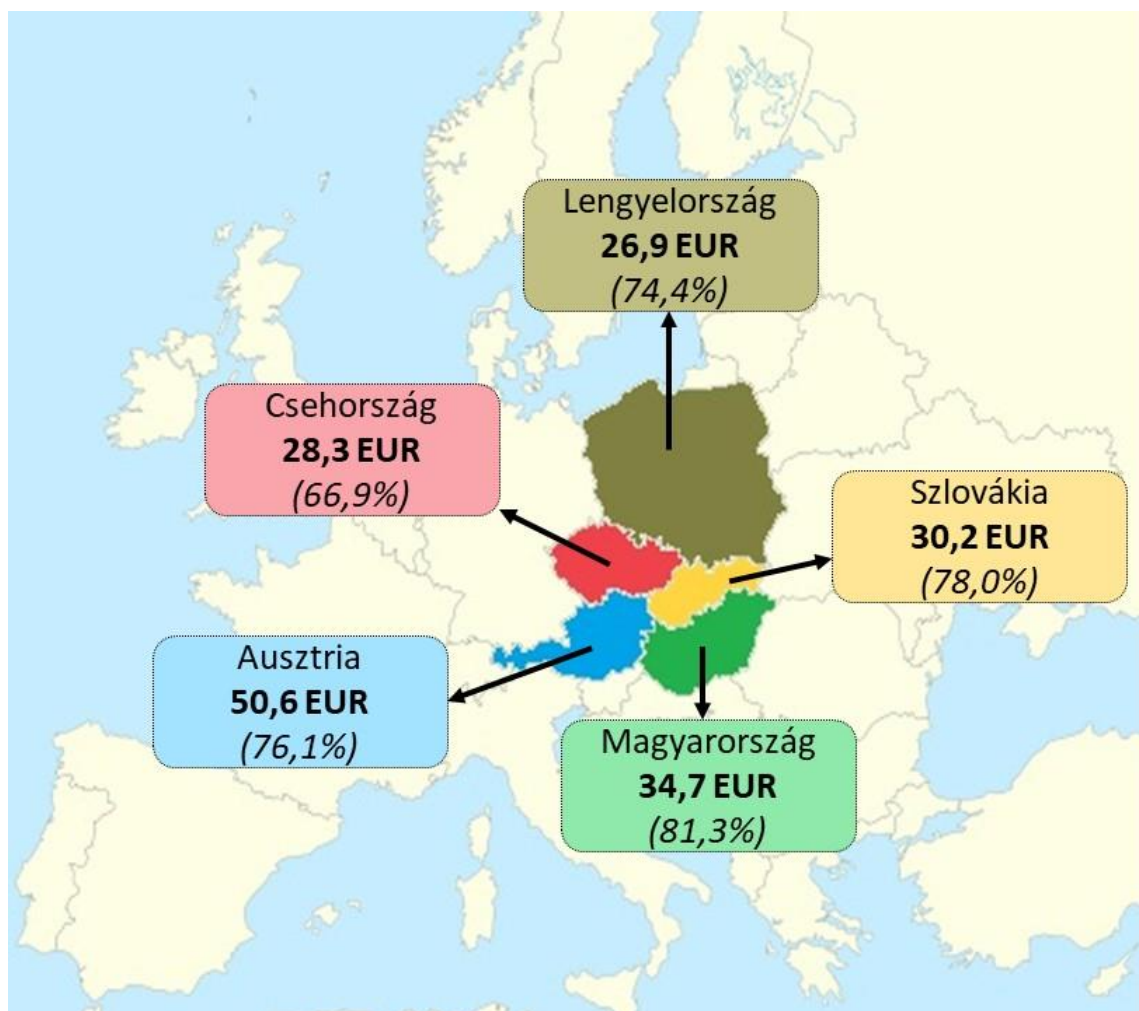 Lengyelország
26,9 EUR
(74,4%)
Csehország
28,3 EUR
(66,9%)
Szlovákia
30,2 EUR
(78,0%)
Ausztria
50,6 EUR
(76,1%)
Magyarország
34,7 EUR
(81,3%)